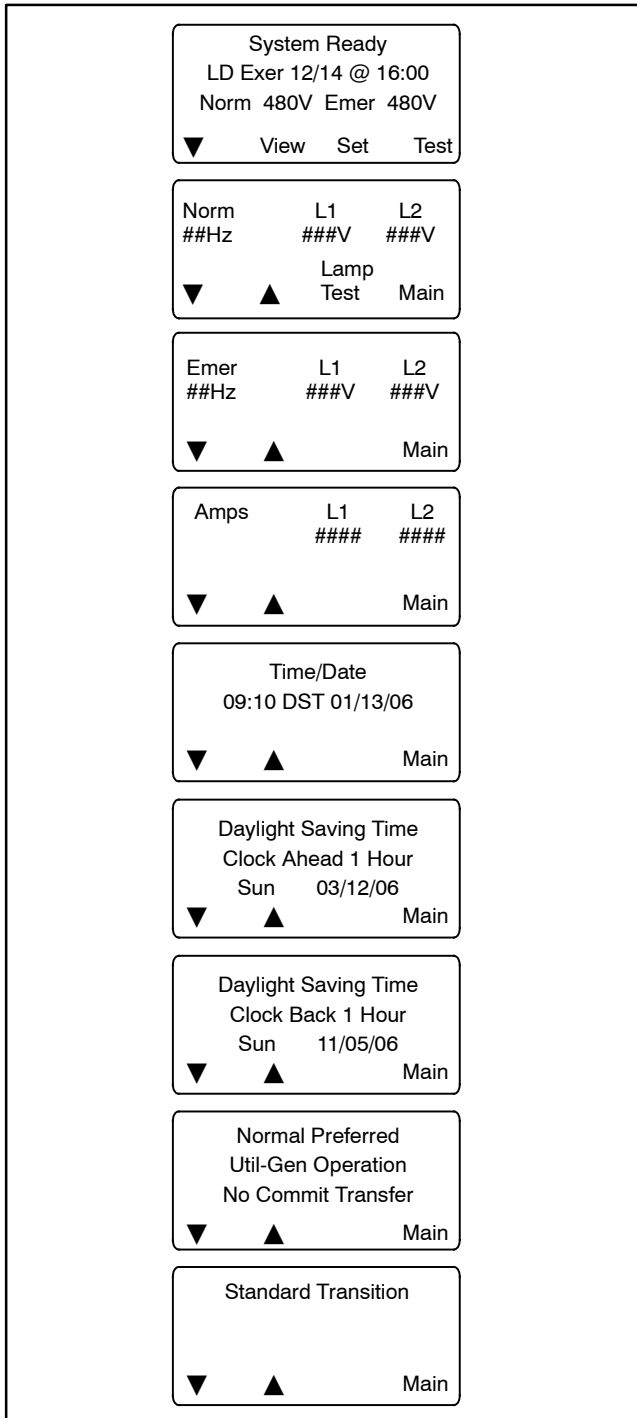 System Ready
LD Exer 12/14 @ 16:00
Norm 480V Emer 480V
▼ View Set Test
Norm L1 L2
##Hz ###V ###V
Lamp
▼ ▲ Test Main
Emer L1 L2
##Hz ###V ###V
▼ ▲ Main
Amps L1 L2
#### ####
▼ ▲ Main
Time/Date
09:10 DST 01/13/06
▼ ▲ Main
Daylight Saving Time
Clock Ahead 1 Hour
Sun 03/12/06
▼ ▲ Main
Daylight Saving Time
Clock Back 1 Hour
Sun 11/05/06
▼ ▲ Main
Normal Preferred
Util-Gen Operation
No Commit Transfer
▼ ▲ Main
Standard Transition
▼ ▲ Main